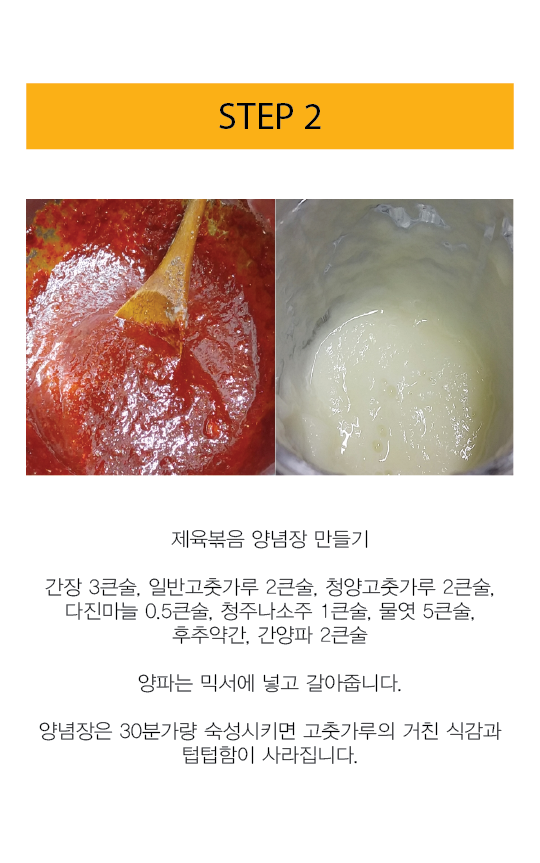 STEP 2
제육볶음 양념장 만들기
간장 3큰술, 일반고춧가루 2큰술, 청양고춧가루 2큰술,
다진마늘 0.5큰술, 청주나소주 1큰술, 물엿 5큰술,
후추약간, 간양파 2큰술
양파는 믹서에 넣고 갈아줍니다.
양념장은 30분가량 숙성시키면 고춧가루의 거친 식감과
텁텁함이 사라집니다.